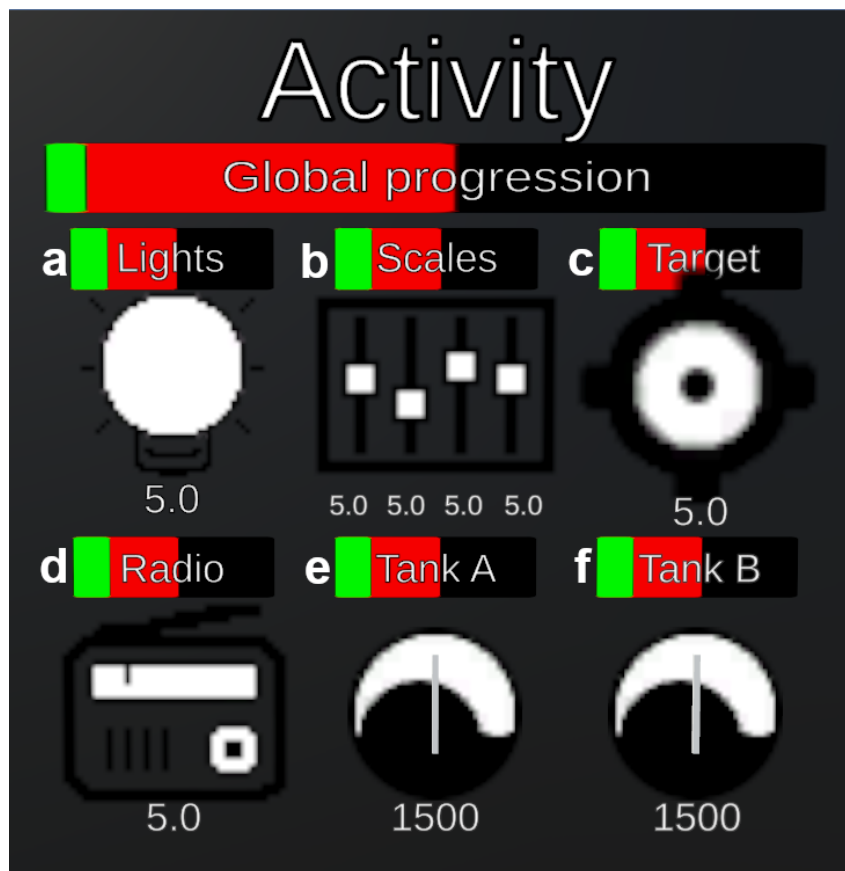 Activity
Global progression
a Lights b Scales c Target
5.0 5.0 5.0 5.0 5.0 5.0
d Radio e Tank A f Tank B
5.0 1500 1500